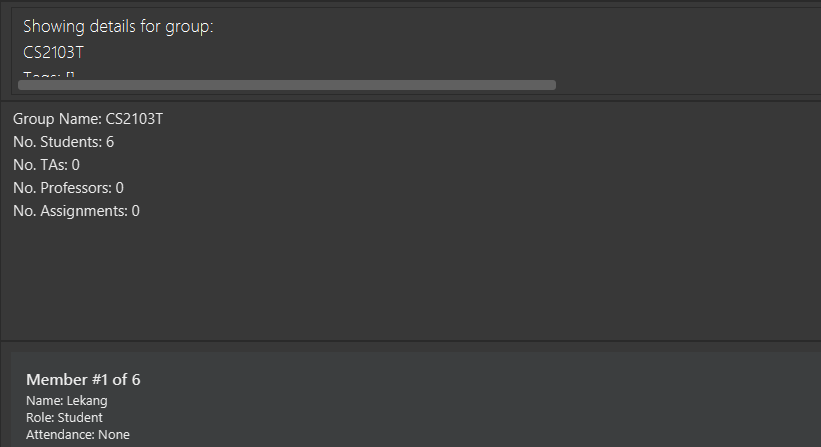 Showing details for group:
CS2103T
Tags: []
Group Name: CS2103T
No. Students: 6
No. TAs: 0
No. Professors: 0
No. Assignments: 0
Member #1 of 6
Name: Lekang
Role: Student
Attendance: None